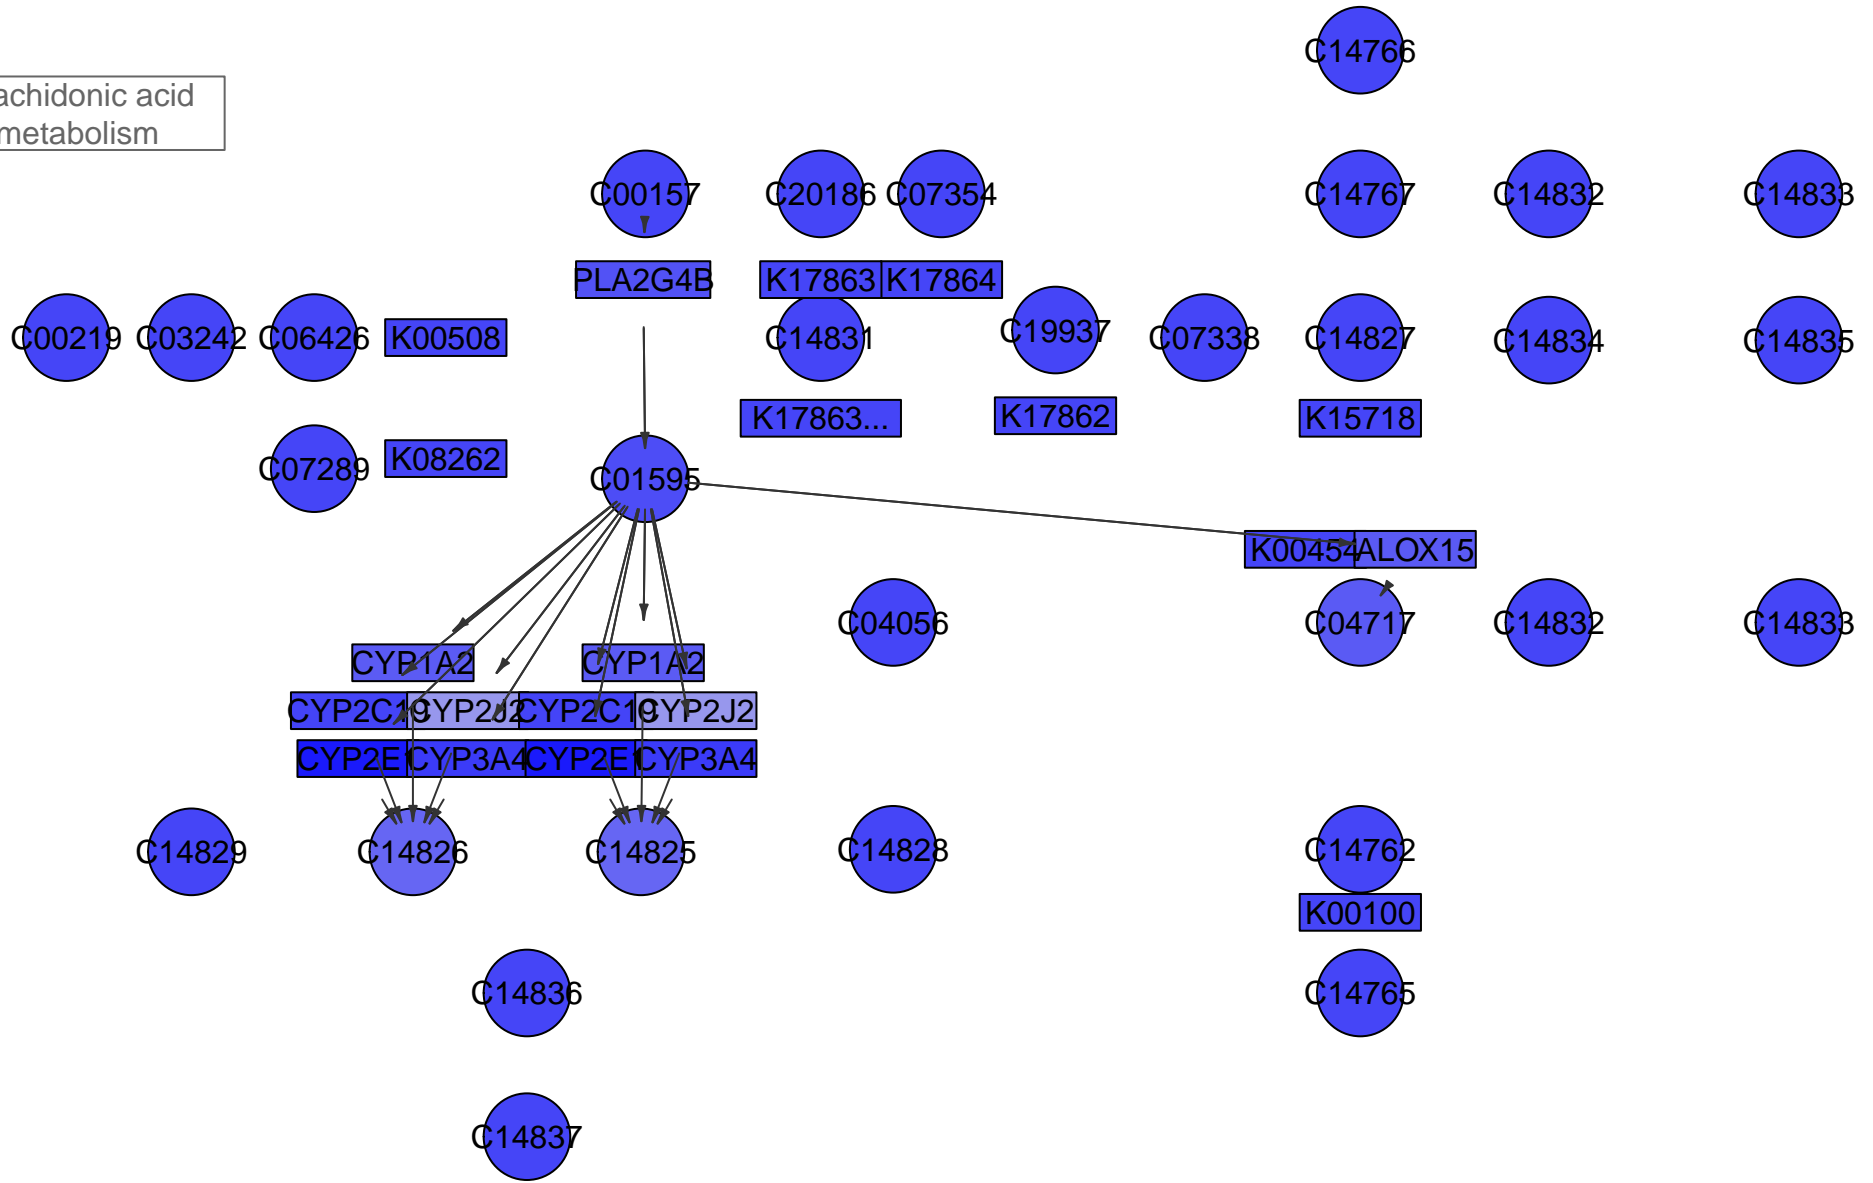 C14766
achidonic acid
metabolism
C00157 C20186 C07354 C14767 C14832 C14833
PLA2G4B K17863 K17864
C00219 C03242 C06426 K00508 C14831 C19937 C07338 C14827 C14834 C14835
K17863... K17862 K15718
C07289 K08262 C01595
K00454 ALOX15
C04056 C04717 C14832 C14833
CYP1A2 CYP1A2
CYP2C19 CYP2J2 CYP2C19 CYP2J2
CYP2E1 CYP3A4 CYP2E1 CYP3A4
C14829 C14826 C14825 C14828 C14762
K00100
C14836 C14765
C14837